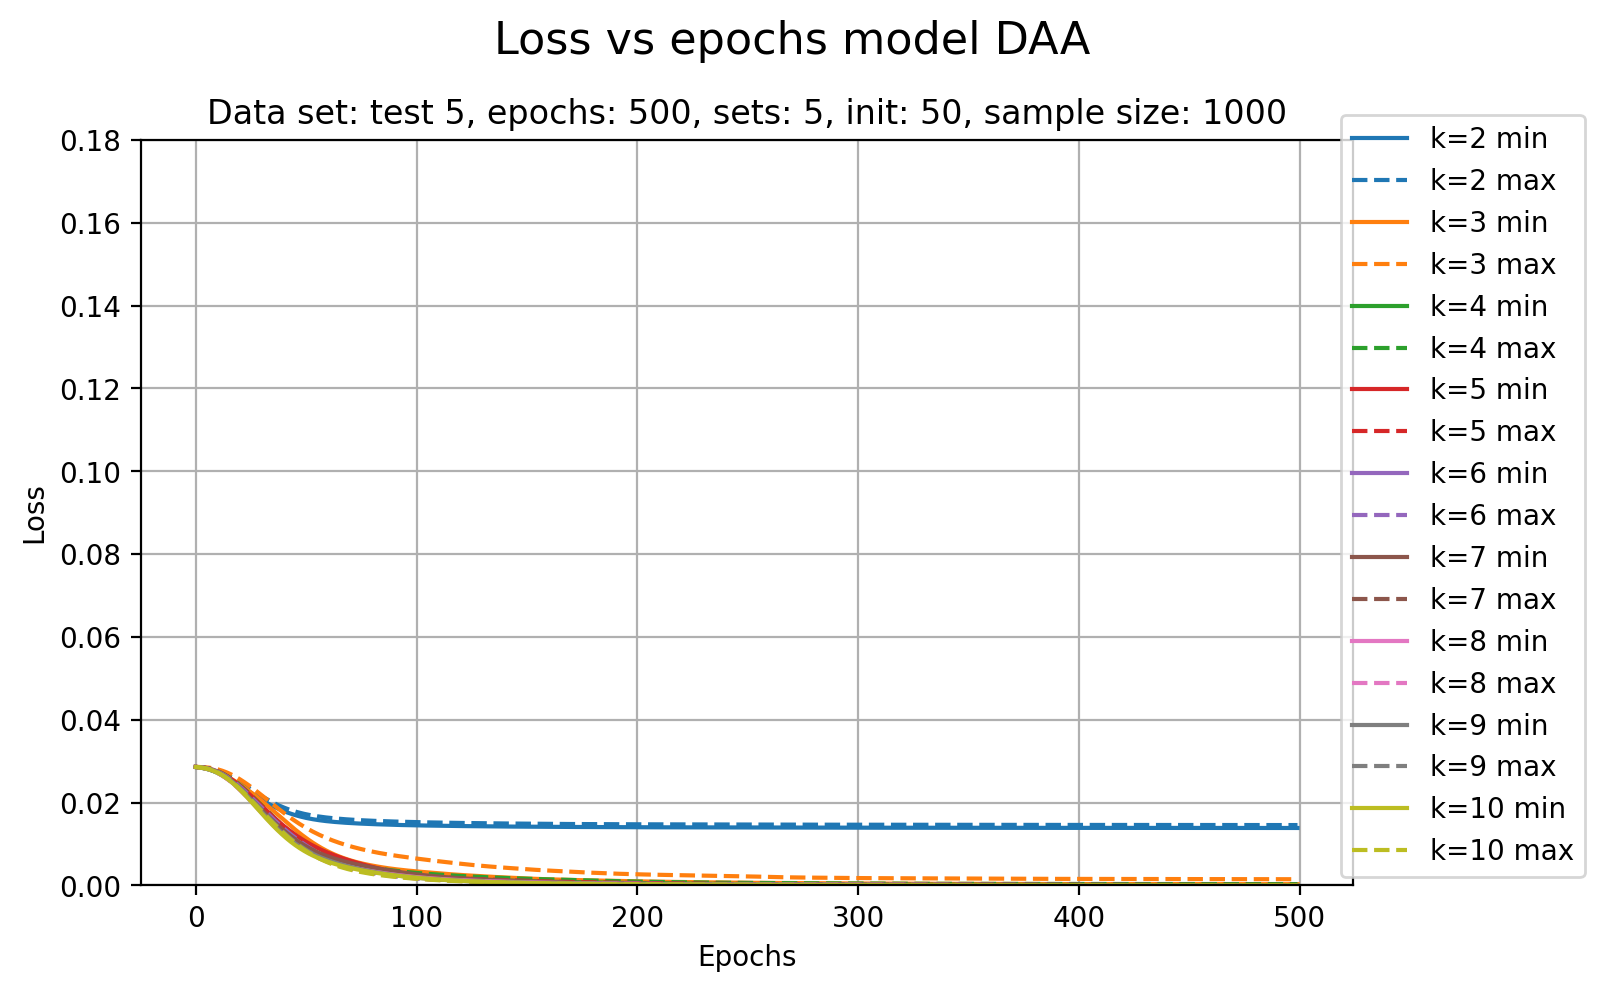 Loss vs epochs model DAA
Data set: test 5, epochs: 500, sets: 5, init: 50, sample size: 1000
0.18
0.16
0.14
0.12
0.10
0.08
0.06
0.04
0.02
0.00
Loss
0 100 200 300 400 500
Epochs
k=2 min
k=2 max
k=3 min
k=3 max
k=4 min
k=4 max
k=5 min
k=5 max
k=6 min
k=6 max
k=7 min
k=7 max
k=8 min
k=8 max
k=9 min
k=9 max
k=10 min
k=10 max